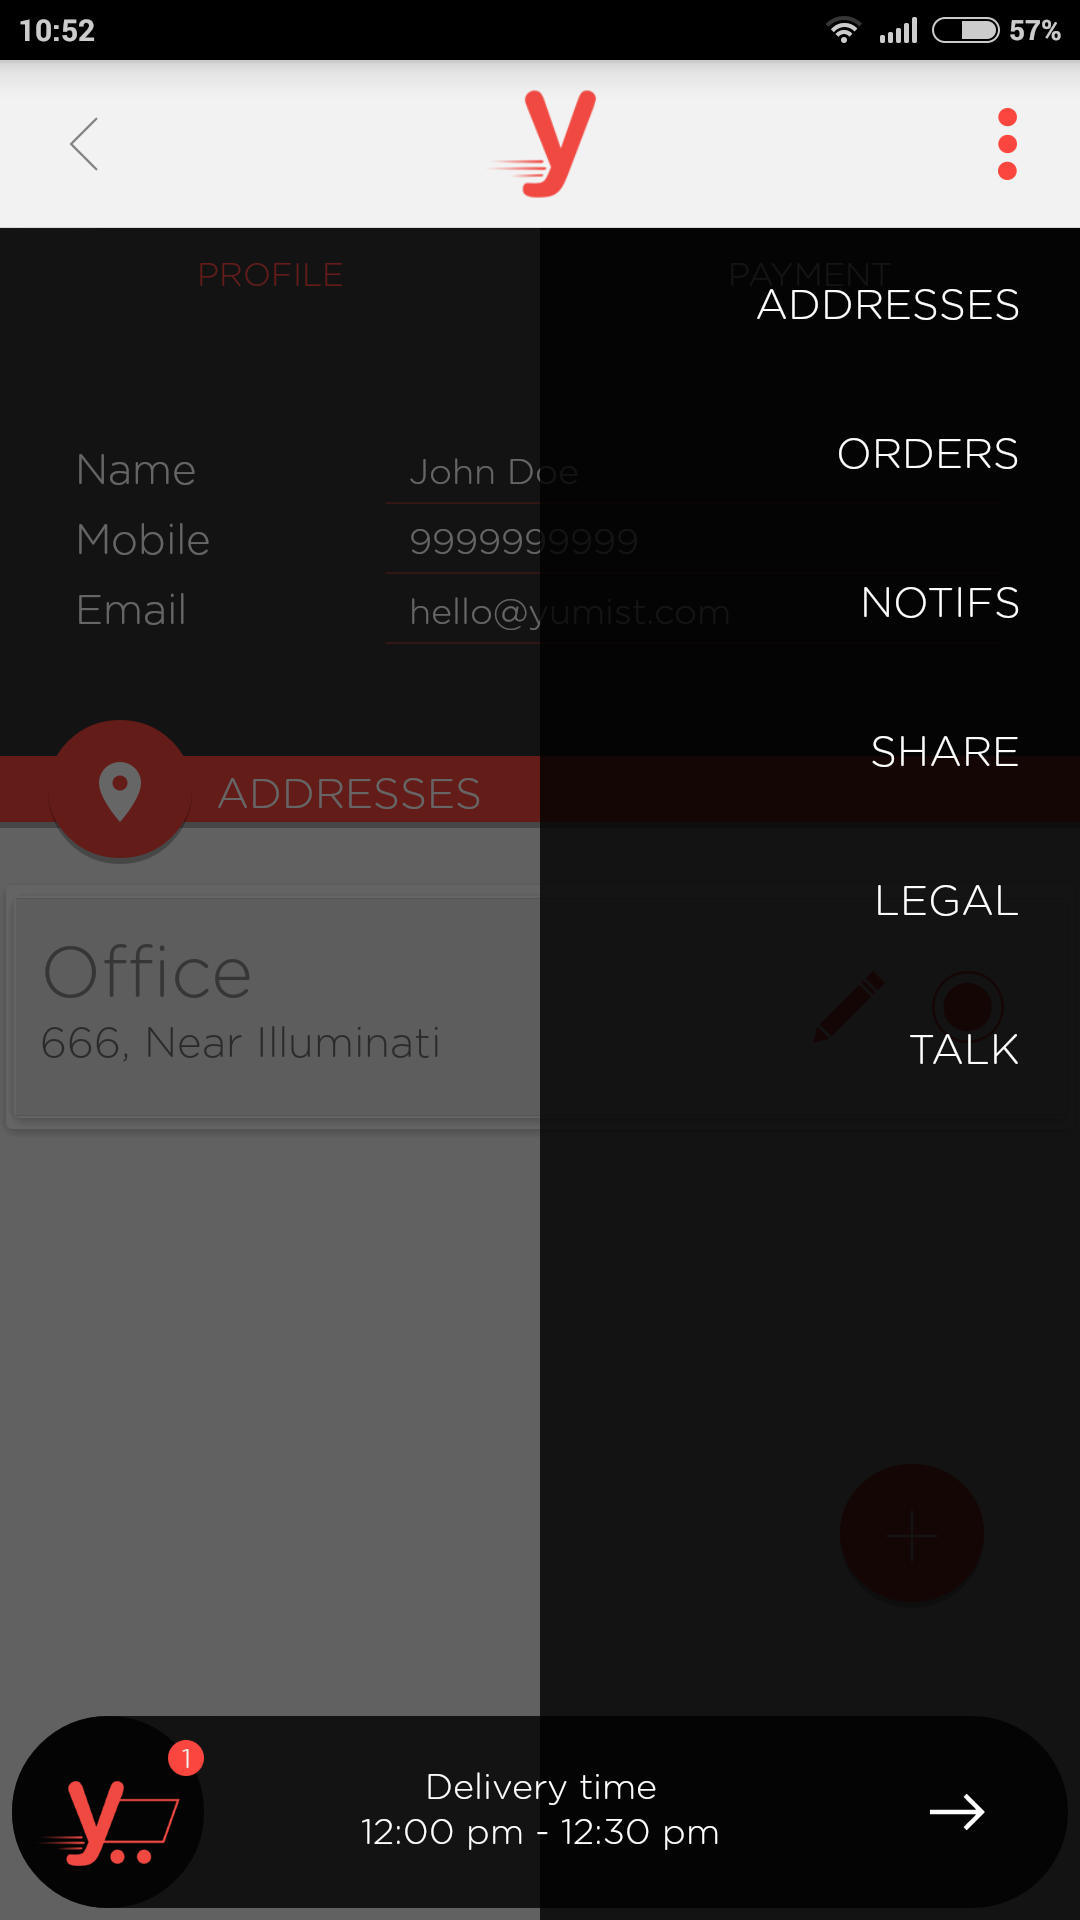 10:52
57%
y
PROFILE
PAYMENT
ADDRESSES
ORDERS
Name
John Doe
Mobile
9999999999
Email
hello@yumist.com
NOTIFS
SHARE
ADDRESSES
LEGAL
Office
666, Near Illuminati
TALK
1
y
Delivery time
12:00 pm - 12:30 pm